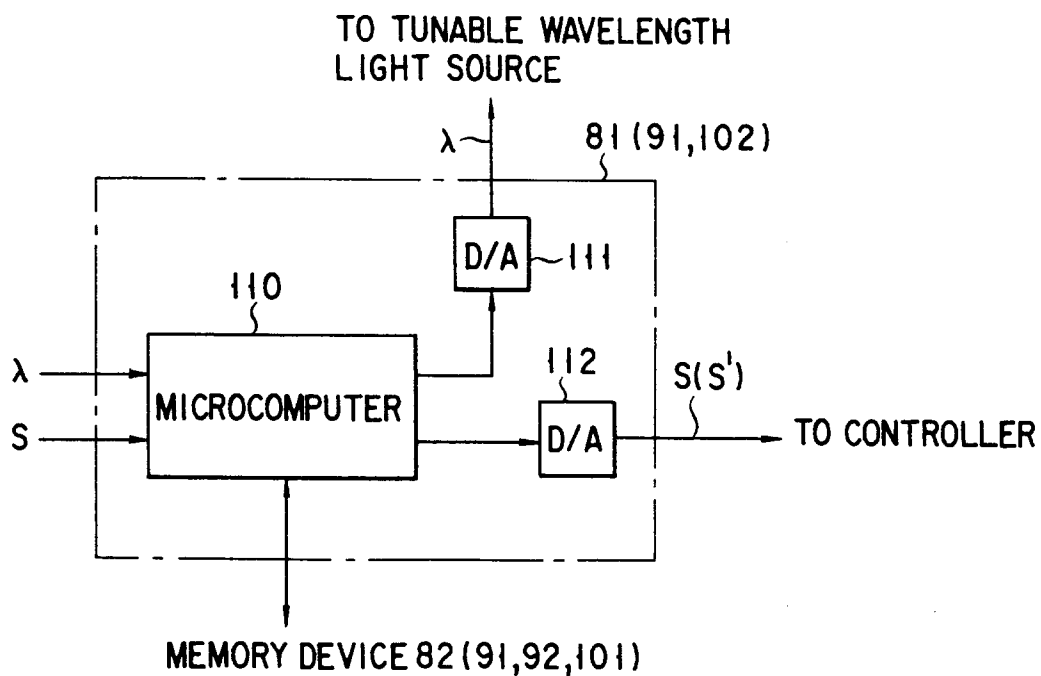 TO TUNABLE WAVELENGTH
LIGHT SOURCE
λ
81(91,102)
D/A
111
110
λ
S
MICROCOMPUTER
112
D/A
S(S')
TO CONTROLLER
MEMORY DEVICE 82(91,92,101)